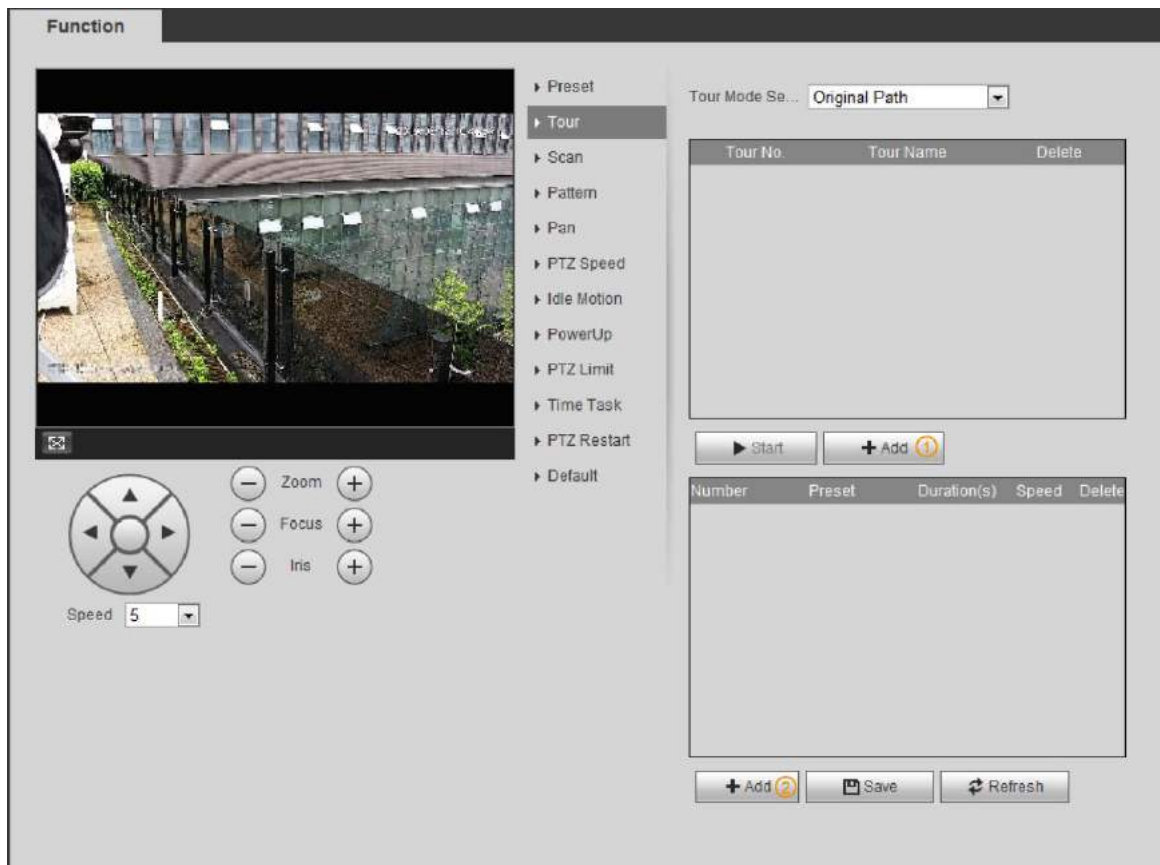 Function
Preset
Tour
Scan
Pattern
Pan
PTZ Speed
Idle Motion
PowerUp
PTZ Limit
Time Task
PTZ Restart
Default
Zoom
Focus
Iris
Speed 5
Tour Mode Se... Original Path
Tour No. Tour Name Delete
Start Add 1
Number Preset Duration(s) Speed Delete
Add 2 Save Refresh